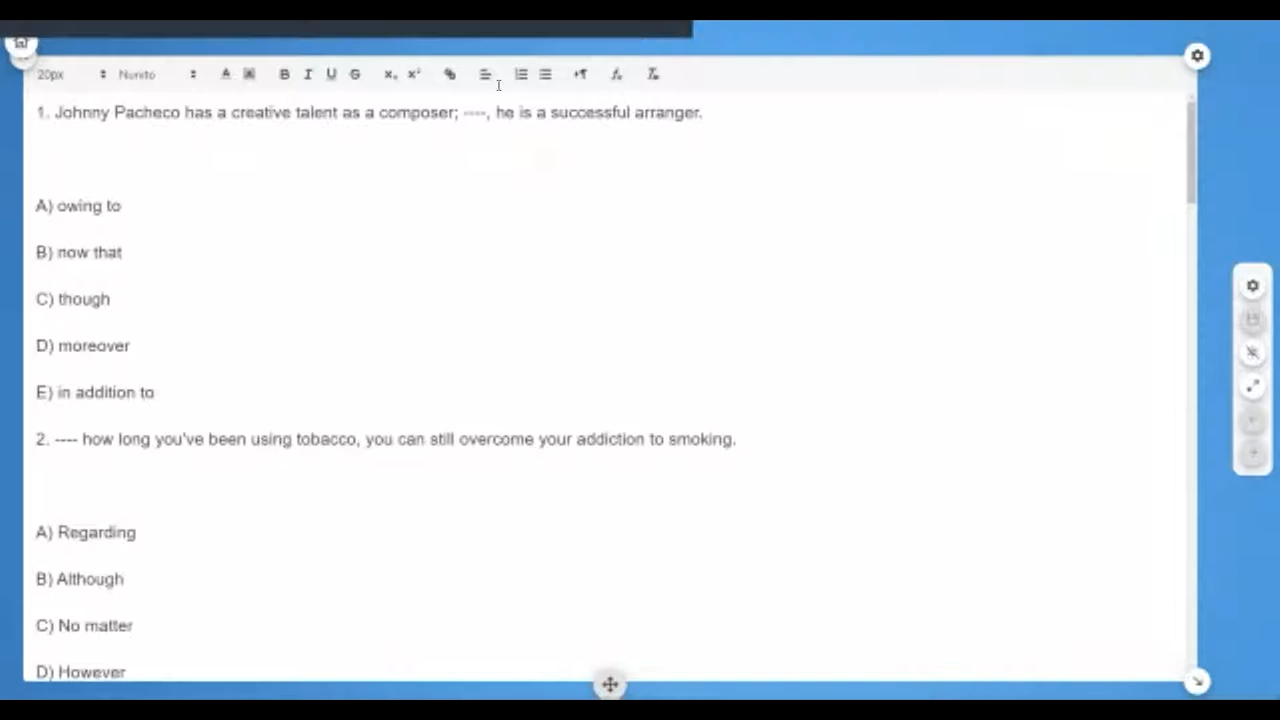 20px Nunito
1. Johnny Pacheco has a creative talent as a composer; ----, he is a successful arranger.
A) owing to
B) now that
C) though
D) moreover
E) in addition to
2. ---- how long you've been using tobacco, you can still overcome your addiction to smoking.
A) Regarding
B) Although
C) No matter
D) However